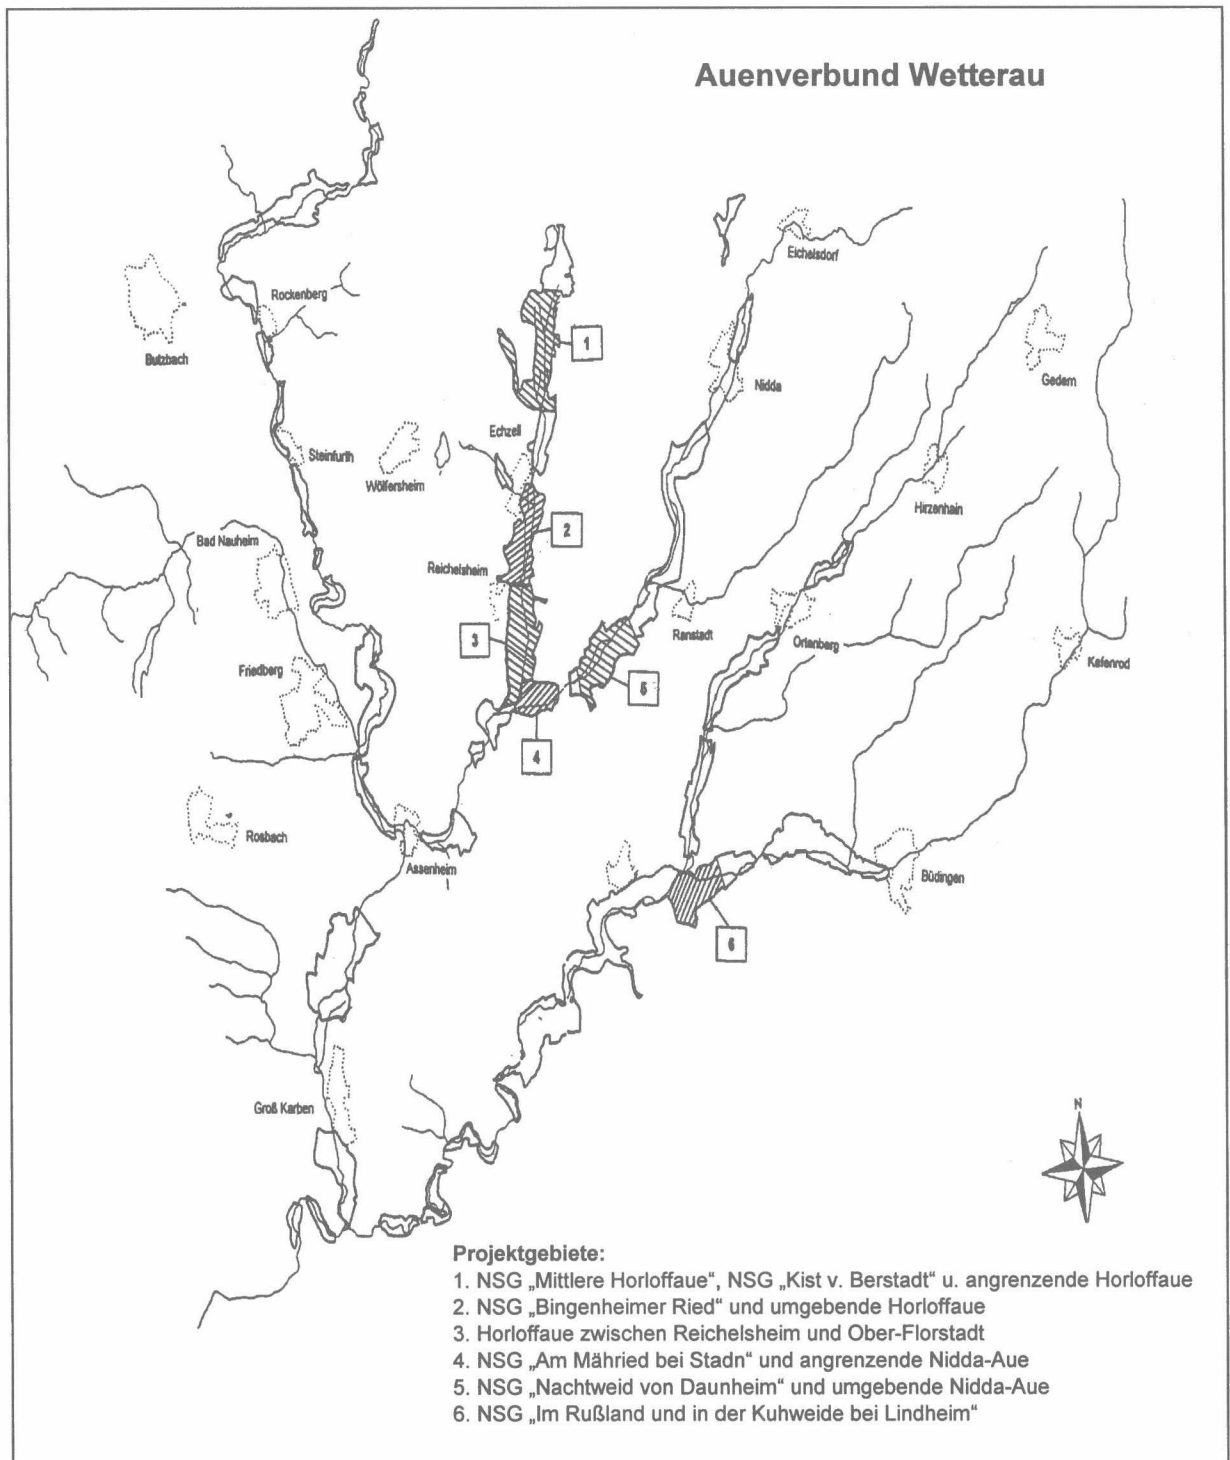 Auenverbund Wetterau
Eichelsdorf
Rockenberg
1
Butzbach
Nidda
Gedern
Echzell
Steinfurth
Wölfersheim
Hirzenhain
2
Bad Nauheim
Reichelsheim
3
Ranstadt
Ortenberg
Kefenrod
Friedberg
5
4
Rosbach
Assenheim
Büdingen
6
Groß Karben
N
Projektgebiete:
1. NSG „Mittlere Horloffaue“, NSG „Kist v. Berstadt“ u. angrenzende Horloffaue
2. NSG „Bingenheimer Ried“ und umgebende Horloffaue
3. Horloffaue zwischen Reichelsheim und Ober-Florstadt
4. NSG „Am Mähried bei Stadn“ und angrenzende Nidda-Aue
5. NSG „Nachtweid von Daunheim“ und umgebende Nidda-Aue
6. NSG „Im Rußland und in der Kuhweide bei Lindheim“